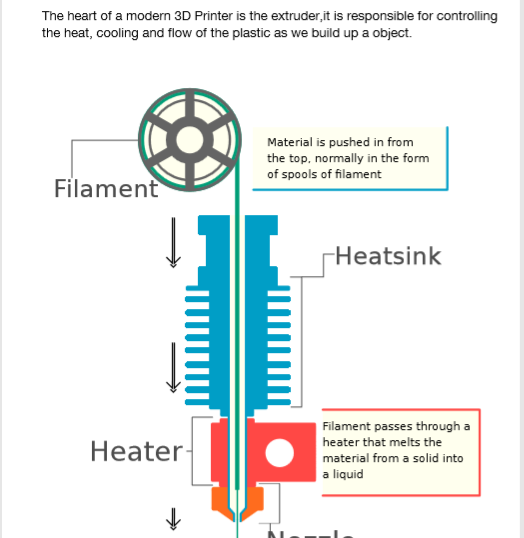 The heart of a modern 3D Printer is the extruder,it is responsible for controlling
the heat, cooling and flow of the plastic as we build up a object.
Material is pushed in from
the top, normally in the form
of spools of filament
Filament
Heatsink
Filament passes through a
heater that melts the
material from a solid into
a liquid
Heater
Nozzle